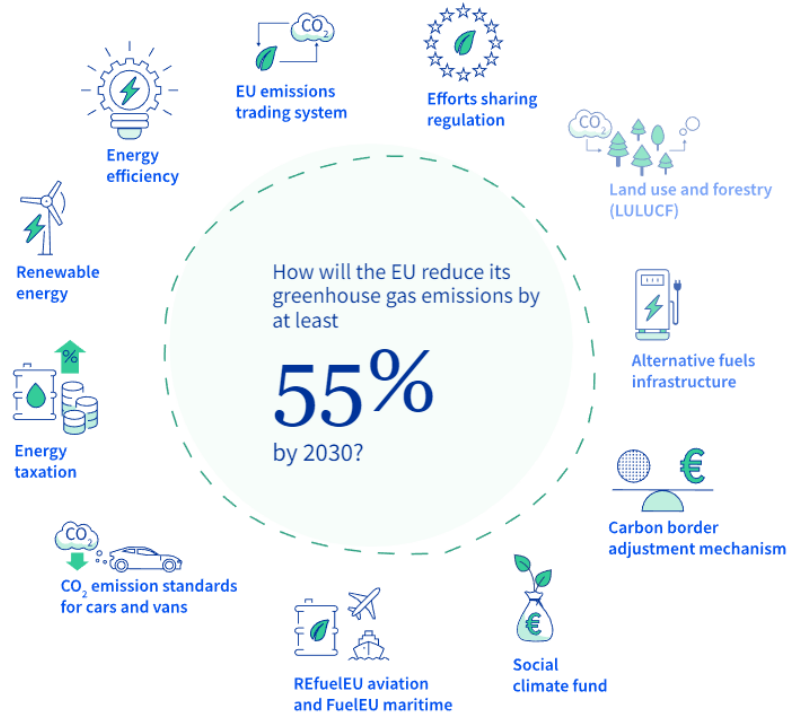 CO₂
EU emissions
trading system
Efforts sharing
regulation
CO₂
Land use and forestry
(LULUCF)
Alternative fuels
infrastructure
€
Carbon border
adjustment mechanism
€
Social
climate fund
REfuelEU aviation
and FuelEU maritime
CO₂
CO₂ emission standards
for cars and vans
%
Energy
taxation
Renewable
energy
Energy
efficiency
How will the EU reduce its
greenhouse gas emissions by
at least
55%
by 2030?